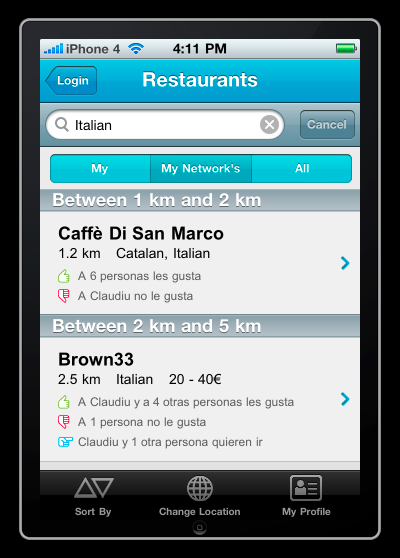 iPhone 4 4:11 PM
Login Restaurants
Italian Cancel
My My Network's All
Between 1 km and 2 km
Caffè Di San Marco
1.2 km Catalan, Italian
A 6 personas les gusta
A Claudiu no le gusta
Between 2 km and 5 km
Brown33
2.5 km Italian 20 - 40€
A Claudiu y a 4 otras personas les gusta
A 1 persona no le gusta
Claudiu y 1 otra persona quieren ir
Sort By Change Location My Profile